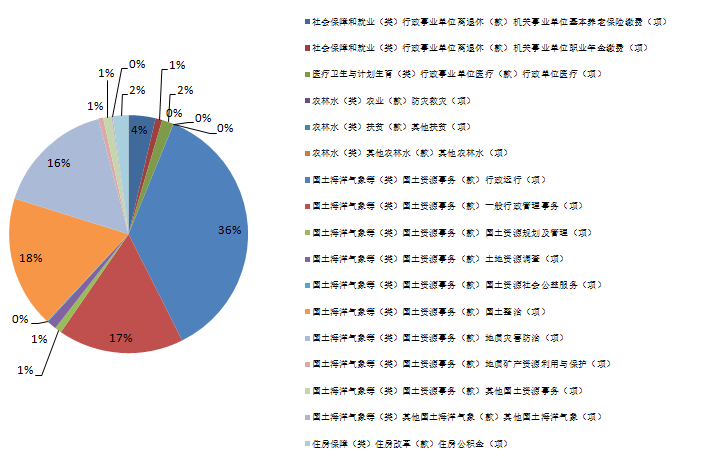 社会保障和就业（类）行政事业单位离退休（款）机关事业单位基本养老保险缴费（项）
社会保障和就业（类）行政事业单位离退休（款）机关事业单位职业年金缴费（项）
医疗卫生与计划生育（类）行政事业单位医疗（款）行政单位医疗（项）
农林水（类）农业（款）防灾救灾（项）
农林水（类）扶贫（款）其他扶贫（项）
农林水（类）其他农林水（款）其他农林水（项）
国土海洋气象等（类）国土资源事务（款）行政运行（项）
国土海洋气象等（类）国土资源事务（款）一般行政管理事务（项）
国土海洋气象等（类）国土资源事务（款）国土资源规划及管理（项）
国土海洋气象等（类）国土资源事务（款）土地资源调查（项）
国土海洋气象等（类）国土资源事务（款）国土资源社会公益服务（项）
国土海洋气象等（类）国土资源事务（款）国土整治（项）
国土海洋气象等（类）国土资源事务（款）地质灾害防治（项）
国土海洋气象等（类）国土资源事务（款）地质矿产资源利用与保护（项）
国土海洋气象等（类）国土资源事务（款）其他国土资源事务（项）
国土海洋气象等（类）其他国土海洋气象（款）其他国土海洋气象（项）
住房保障（类）住房改革（款）住房公积金（项）
4%
1%
2%
0%
0%
0%
36%
17%
1%
1%
0%
18%
16%
1%
1%
0%
2%